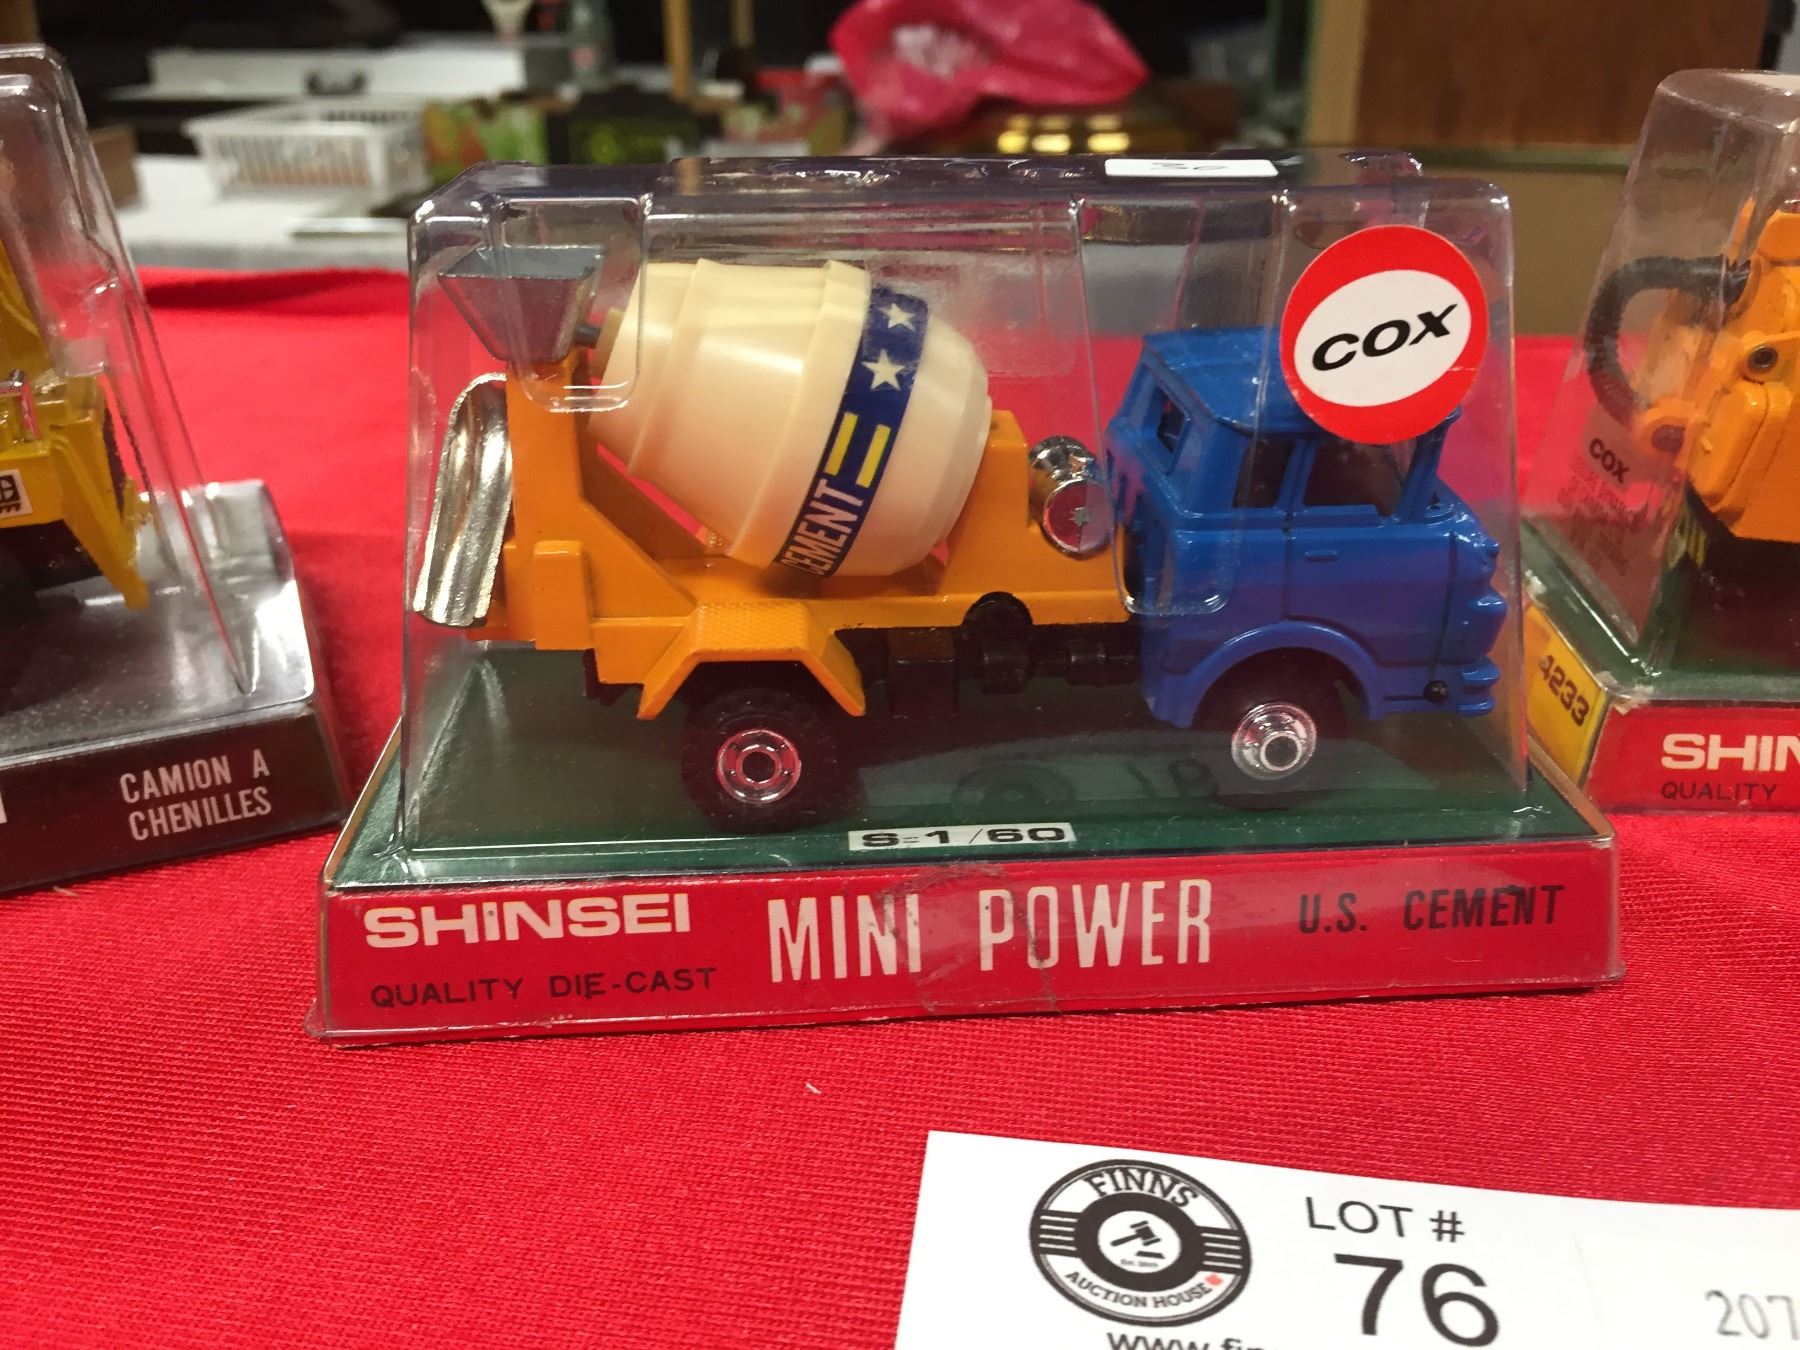 COX
CEMENT
COX
4233
CAMION A
CHENILLES
S-1/60
SHINSEI
MINI POWER
U.S. CEMENT
QUALITY DIE-CAST
SHIN
QUALITY
FINNS
AUCTION HOUSE
LOT #
76
207